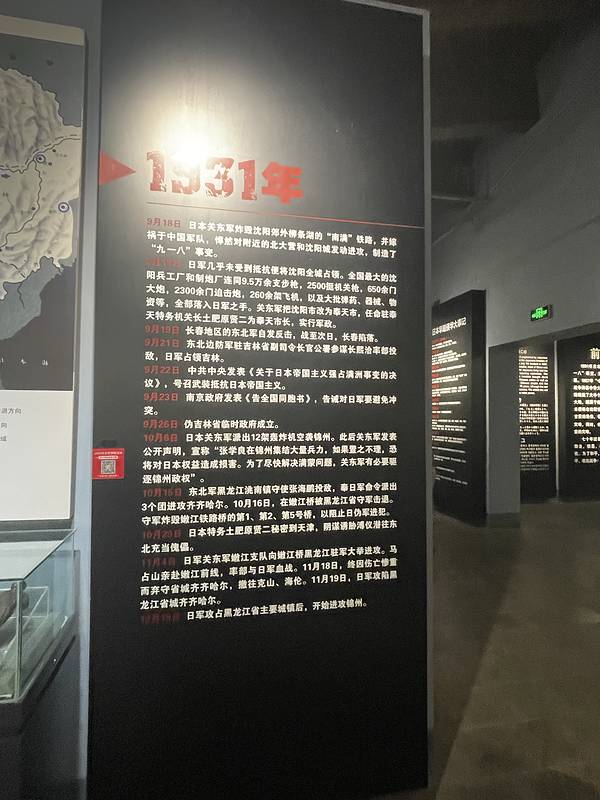 1931年
9月18日 日本关东军炸毁沈阳郊外柳条湖的“南满”铁路，并嫁
祸于中国军队，悍然对附近的北大营和沈阳城发动进攻，制造了
“九一八”事变。
日军几乎未受到抵抗便将沈阳全城占领。全国最大的沈
阳兵工厂和制炮厂连同9.5万余支步枪，2500挺机关枪，650余门
大炮，2300余门迫击炮，260余架飞机，以及大批弹药、器械、物
资等，全部落入日军之手。关东军把沈阳市改为奉天市，任命驻奉
天特务机关长土肥原贤二为奉天市长，实行军政。
9月19日 长春地区的东北军自发反击，战至次日，长春陷落。
9月21日 东北边防军驻吉林省副司令长官公署参谋长熙洽率部投
敌，日军占领吉林。
9月22日 中共中央发表《关于日本帝国主义强占满洲事变的决
议》，号召武装抵抗日本帝国主义。
9月23日 南京政府发表《告全国同胞书》，告诫对日军要避免冲
突。
9月26日 伪吉林省临时政府成立。
10月8日 日本关东军派出12架轰炸机空袭锦州。此后关东军发表
公开声明，宣称“张学良在锦州集结大量兵力，如果置之不理，恐
将对日本权益造成损害。为了尽快解决满蒙问题，关东军有必要驱
逐锦州政权”。
10月15日 东北军黑龙江洮南镇守使张海鹏投敌，奉日军命令派出
3个团进攻齐齐哈尔。10月16日，在嫩江桥被黑龙江省守军击退。
守军炸毁嫩江铁路桥的第1、第2、第5号桥，以阻止日伪军进犯。
10月25日 日本特务土肥原贤二秘密到天津，阴谋诱胁溥仪潜往东
北充当傀儡。
11月4日 日军关东军嫩江支队向嫩江桥黑龙江驻军大举进攻。马
占山亲赴嫩江前线，率部与日军血战。11月18日，终因伤亡惨重
而弃守省城齐齐哈尔，撤往克山、海伦。11月19日，日军攻陷黑
龙江省城齐齐哈尔。
日军攻占黑龙江省主要城镇后，开始进攻锦州。
前